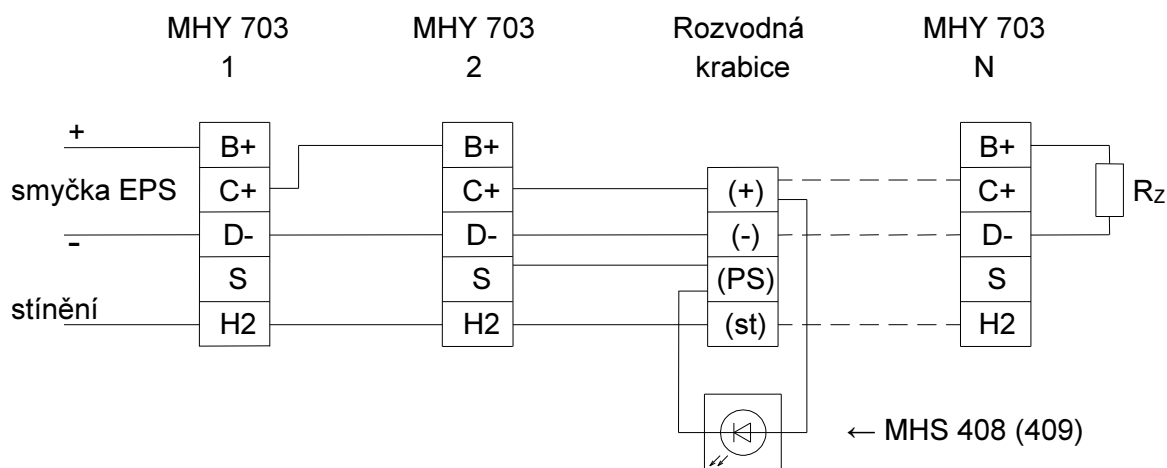 MHY 703
1
MHY 703
2
Rozvodná
krabice
MHY 703
N
+
smyčka EPS
-
stínění
B+
C+
D-
S
H2
B+
C+
D-
S
H2
(+)
(-)
(PS)
(st)
B+
C+
D-
S
H2
RZ
← MHS 408 (409)